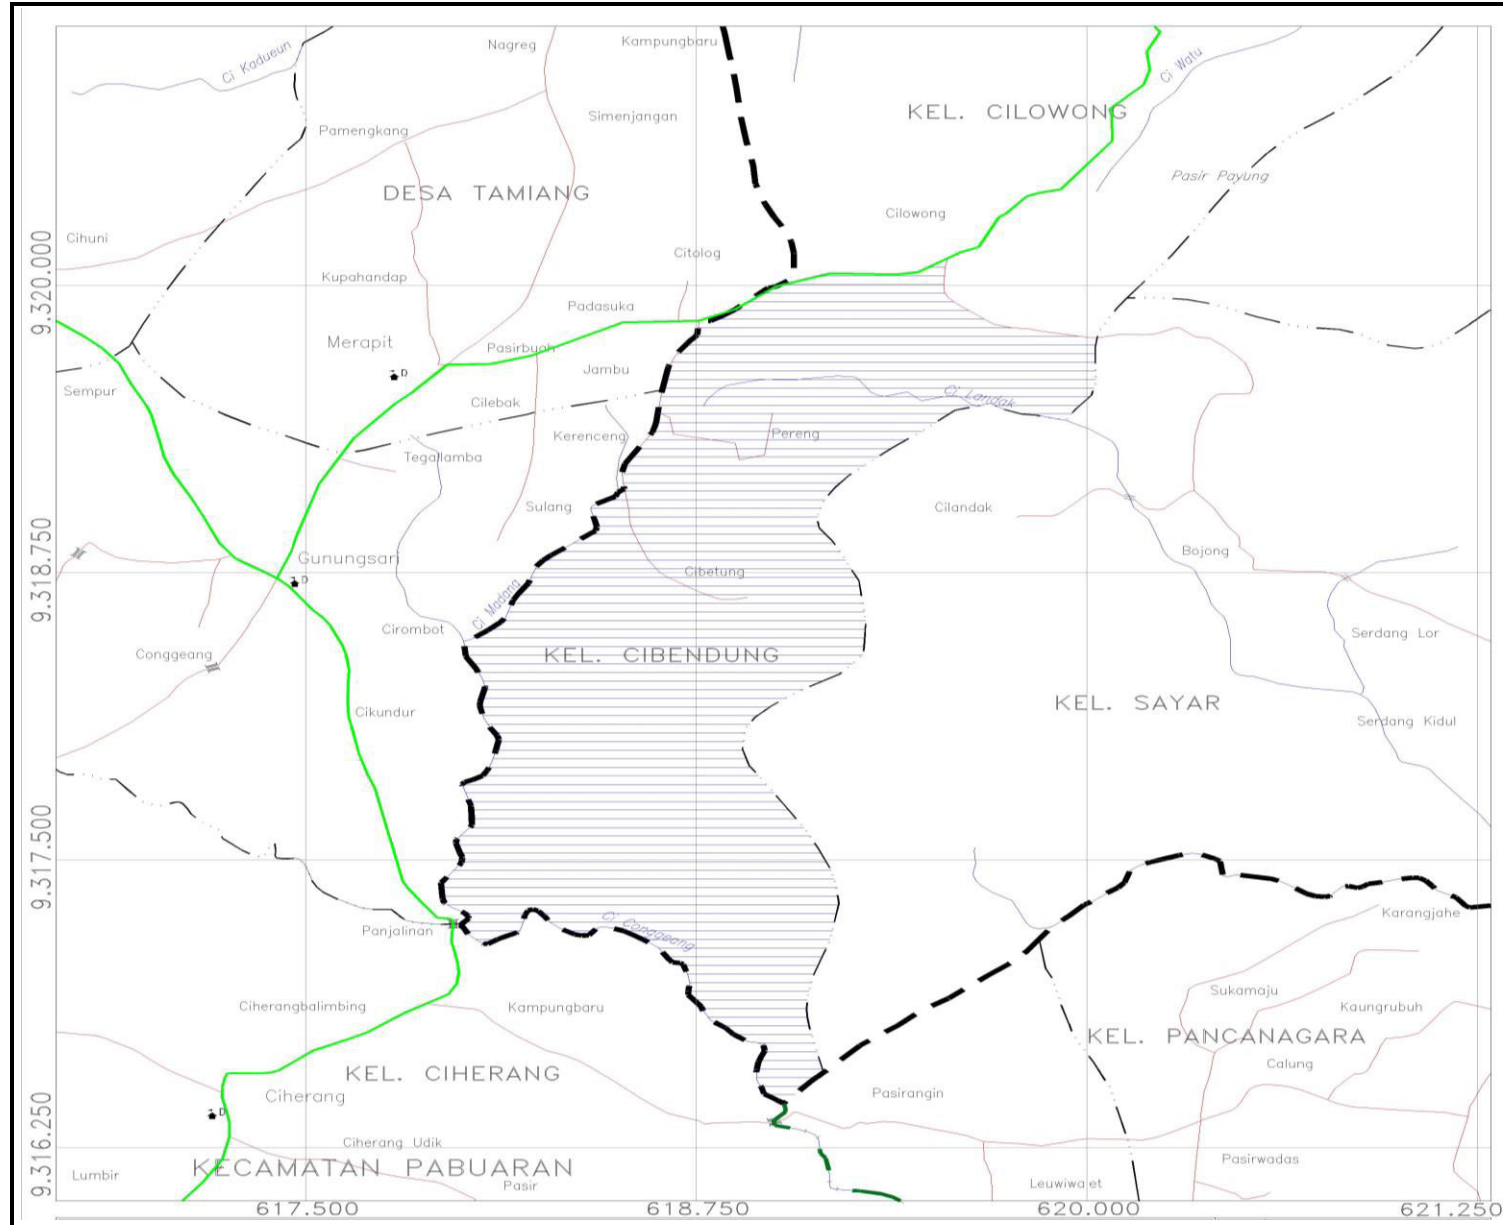 Nagreg
Kampungbaru
Ci Kadueun
Ci Watu
KEL. CILOWONG
Simenjangan
Pamengkang
Pasir Payung
DESA TAMIANG
Cilowong
Cihuni
Citolog
9.320.000
Kupahandap
Padasuka
Merapit
Pasirbuah
Jambu
D
Sempur
Cilebak
Ci Landak
Kerenceng
Pereng
Tegallamba
Sulang
Cilandak
9.318.750
Gunungsari
Bojong
D
Cibetung
Ci Madang
Cirombot
Serdang Lor
Conggeang
KEL. CIBENDUNG
KEL. SAYAR
Cikundur
Serdang Kidul
9.317.500
Karangjahe
Panjalinan
Ci Conggeang
Sukamaju
Ciherangbalimbing
Kampungbaru
Kaungrubuh
KEL. PANCANAGARA
KEL. CIHERANG
Calung
Ciherang
Pasirangin
D
9.316.250
Ciherang Udik
Pasirwadas
Lumbir
KECAMATAN PABUARAN
Pasir
Leuwiwalet
617.500
618.750
620.000
621.250